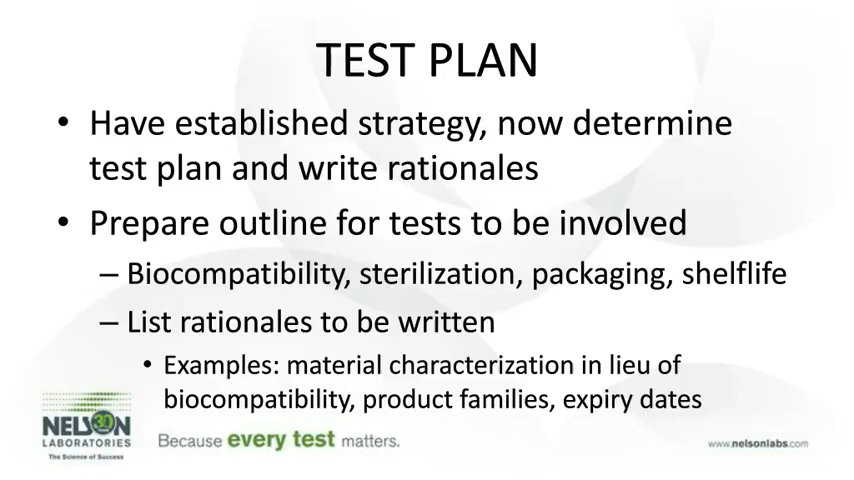 TEST PLAN
• Have established strategy, now determine
test plan and write rationales
• Prepare outline for tests to be involved
– Biocompatibility, sterilization, packaging, shelflife
– List rationales to be written
• Examples: material characterization in lieu of
biocompatibility, product families, expiry dates
NELSON
30
LABORATORIES
The Science of Success
Because every test matters.
www.nelsonlabs.com